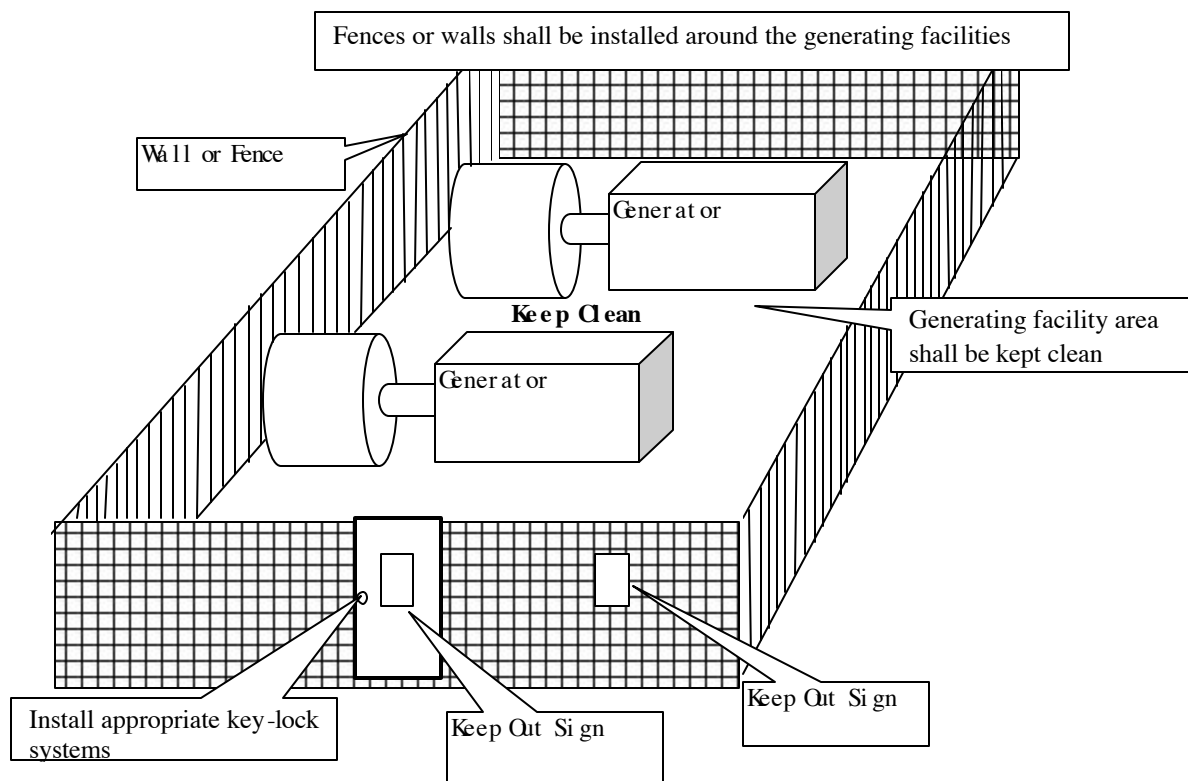 Fences or walls shall be installed around the generating facilities
Wall or Fence
Generator
Keep Clean
Generating facility area
shall be kept clean
Generator
Install appropriate key-lock
systems
Keep Out Sign
Keep Out Sign